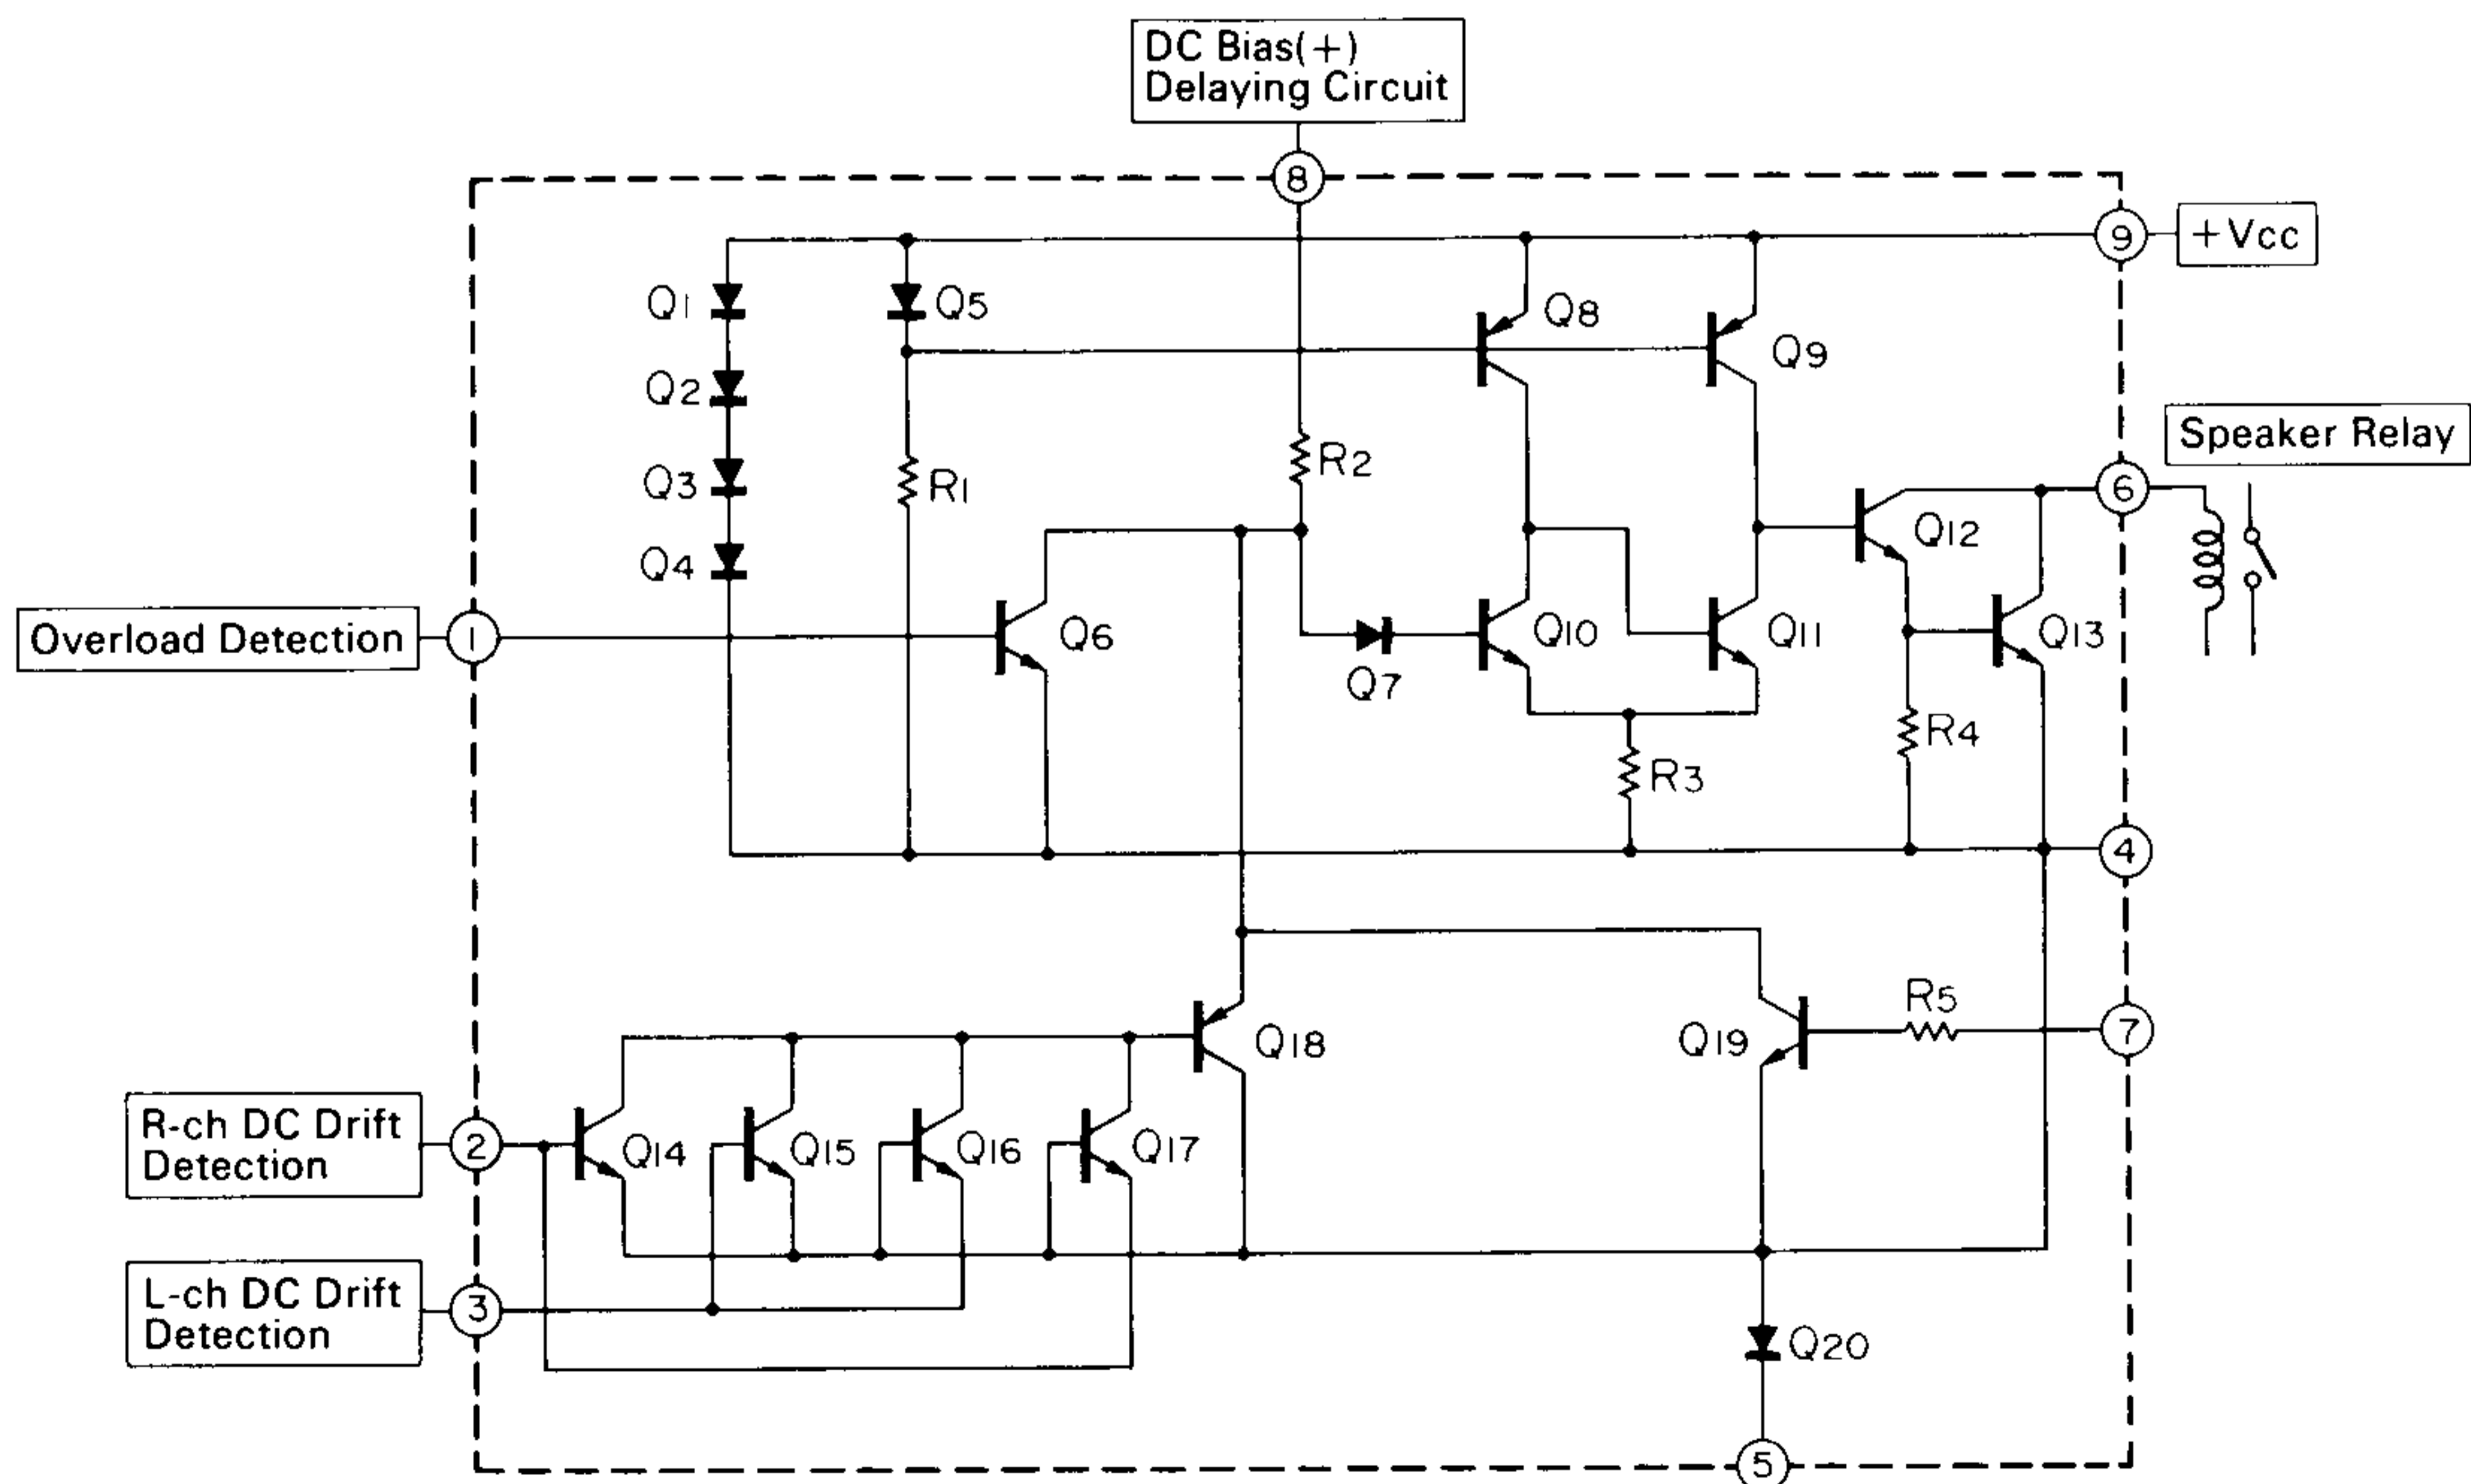 DC Bias(+)
Delaying Circuit
8
9
+Vcc
Q1
Q5
Q8
Q9
Q2
Speaker Relay
Q3
R1
R2
6
Q4
Q12
Overload Detection
1
Q6
Q7
Q10
Q11
Q13
R3
R4
4
R5
7
Q18
Q19
R-ch DC Drift
Detection
2
Q14
Q15
Q16
Q17
L-ch DC Drift
Detection
3
Q20
5